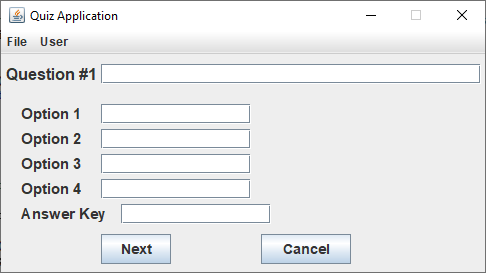 Quiz Application
File User
Question #1
Option 1
Option 2
Option 3
Option 4
Answer Key
Next Cancel